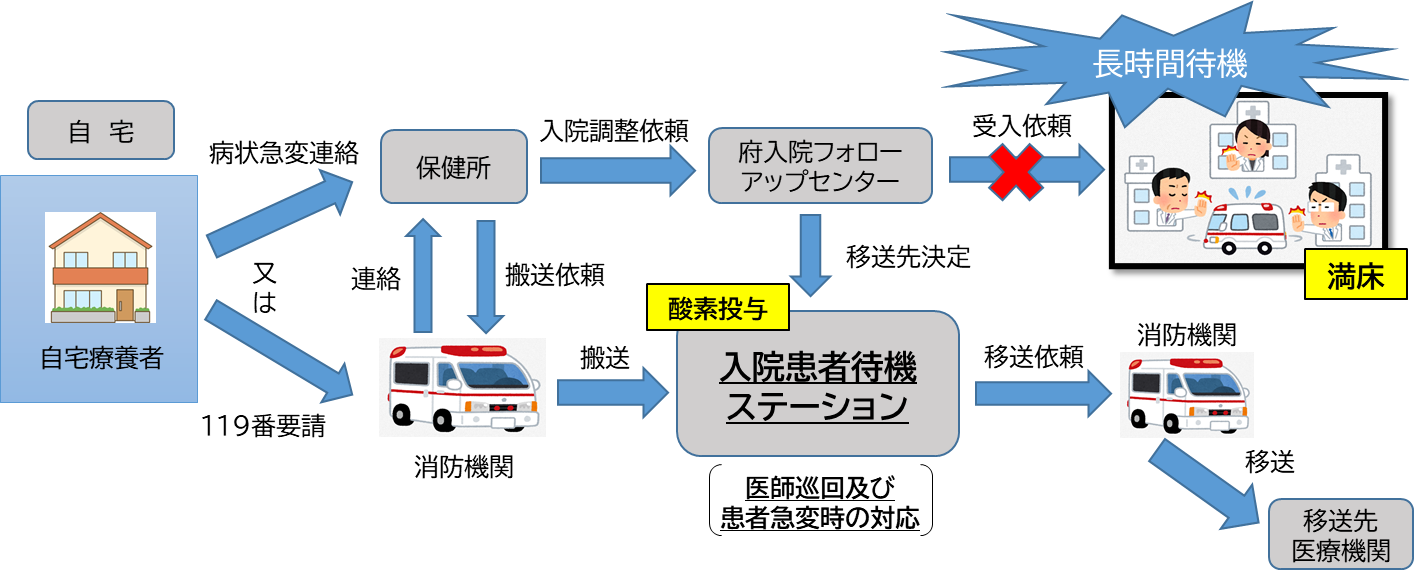 自 宅
自宅療養者
病状急変連絡
又
は
119番要請
保健所
連絡
搬送依頼
消防機関
入院調整依頼
府入院フォロー
アップセンター
受入依頼
長時間待機
満床
移送先決定
搬送
酸素投与
入院患者待機
ステーション
医師巡回及び
患者急変時の対応
移送依頼
消防機関
移送
移送先
医療機関